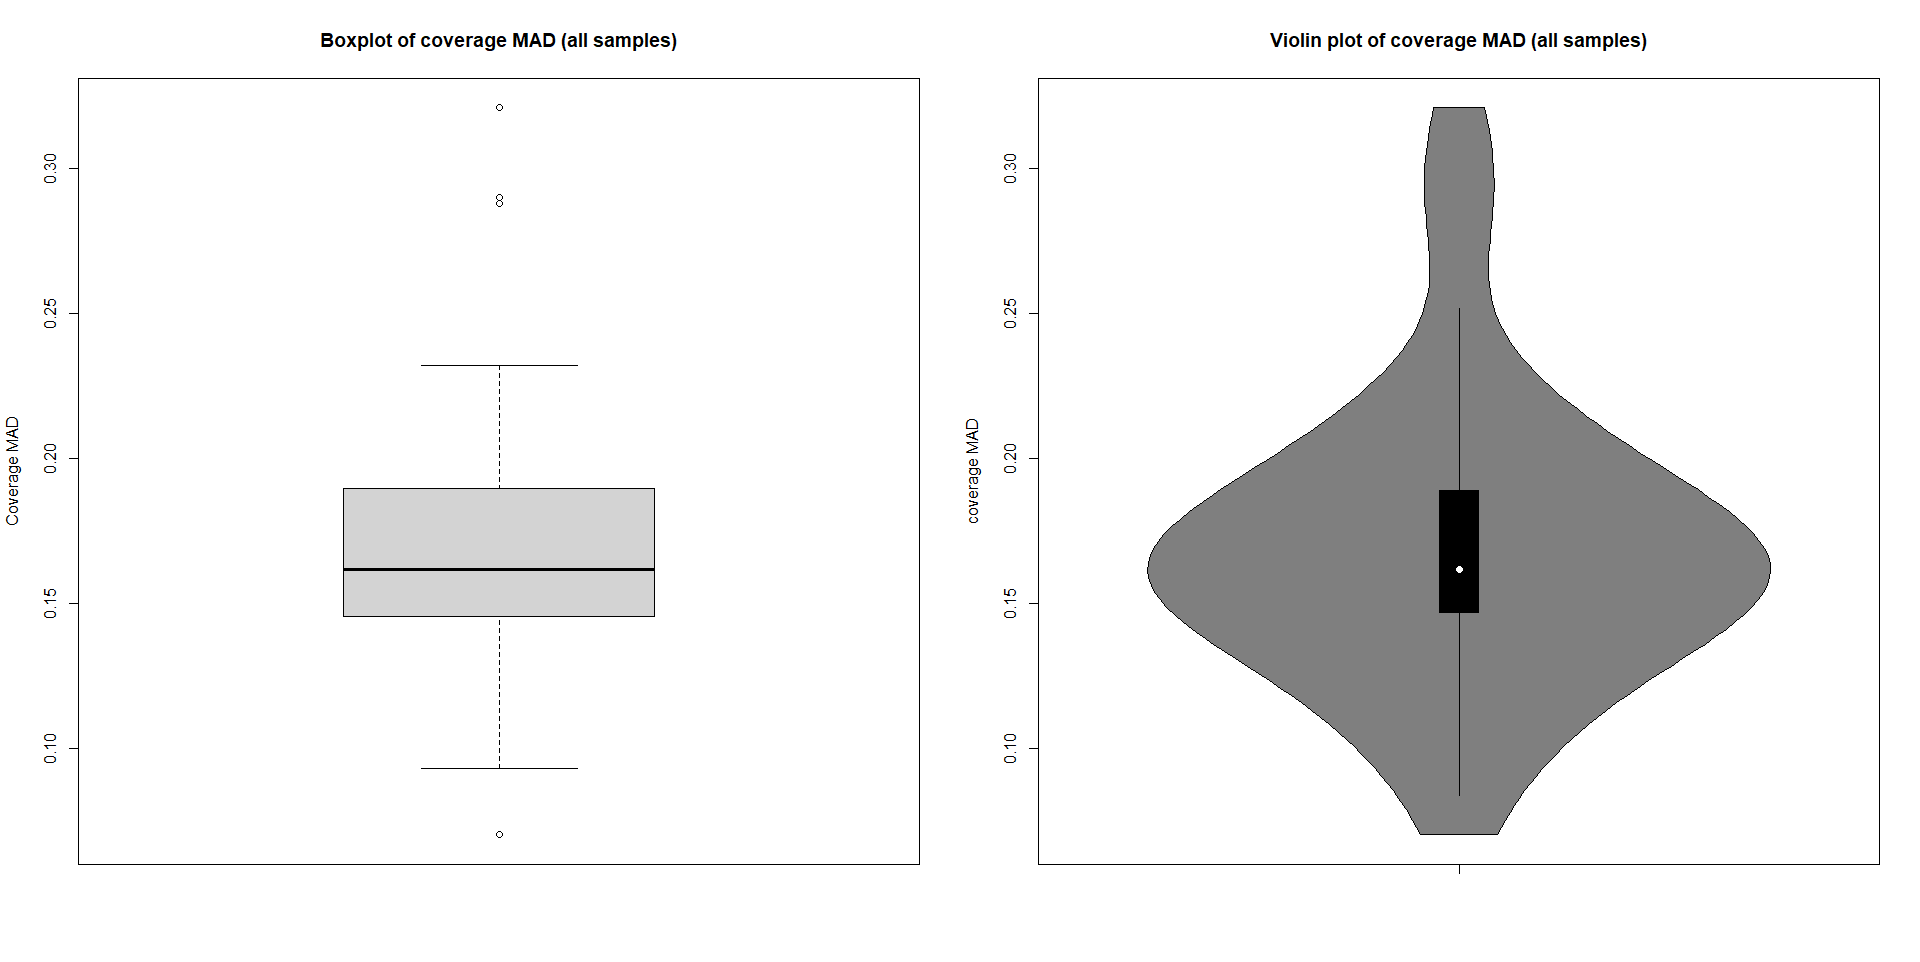 Boxplot of coverage MAD (all samples)
Coverage MAD
0.30
0.25
0.20
0.15
0.10
Violin plot of coverage MAD (all samples)
coverage MAD
0.30
0.25
0.20
0.15
0.10